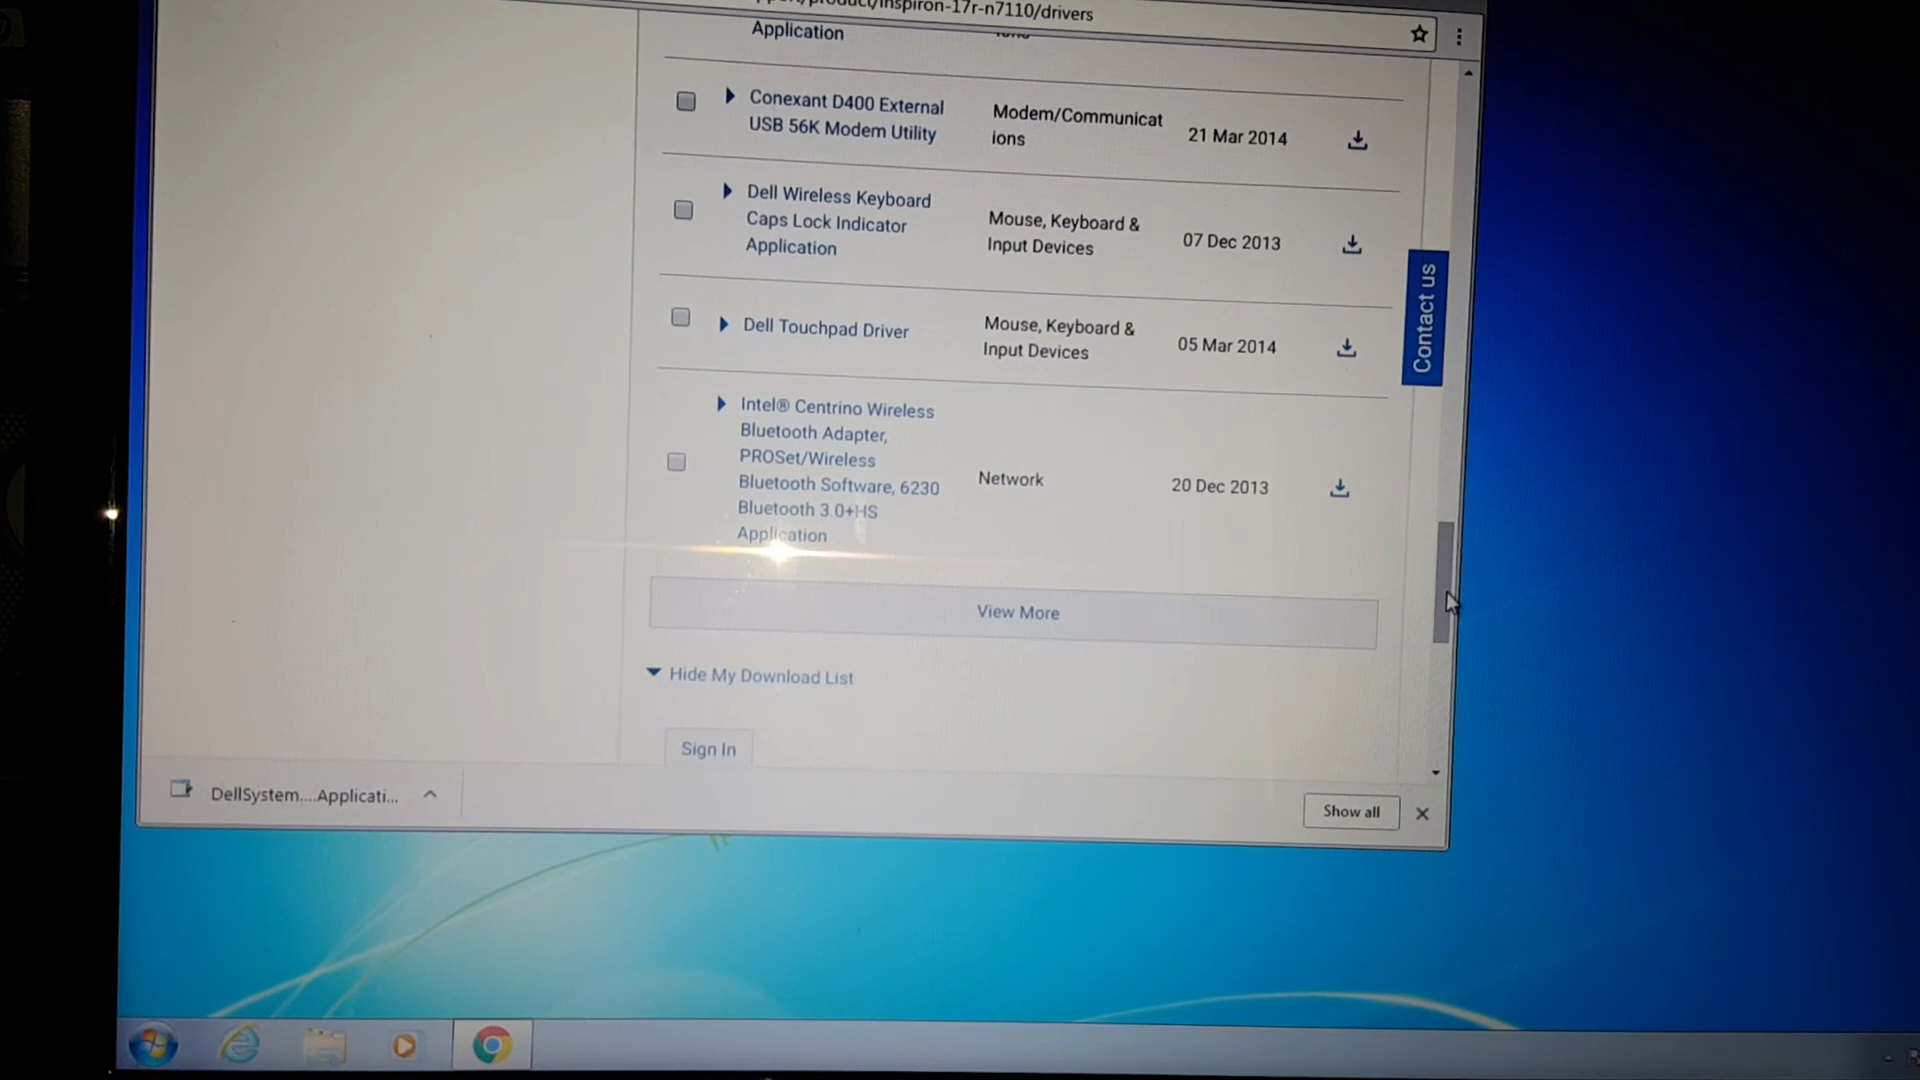 inspiron-17r-n7110/drivers
Application
Conexant D400 External
USB 56K Modem Utility
Modem/Communicat
ions
21 Mar 2014
Dell Wireless Keyboard
Caps Lock Indicator
Application
Mouse, Keyboard &
Input Devices
07 Dec 2013
Contact us
Dell Touchpad Driver
Mouse, Keyboard &
Input Devices
05 Mar 2014
Intel® Centrino Wireless
Bluetooth Adapter,
PROSet/Wireless
Bluetooth Software, 6230
Bluetooth 3.0+HS
Application
Network
20 Dec 2013
View More
Hide My Download List
Sign In
DellSystem....Applicati...
Show all